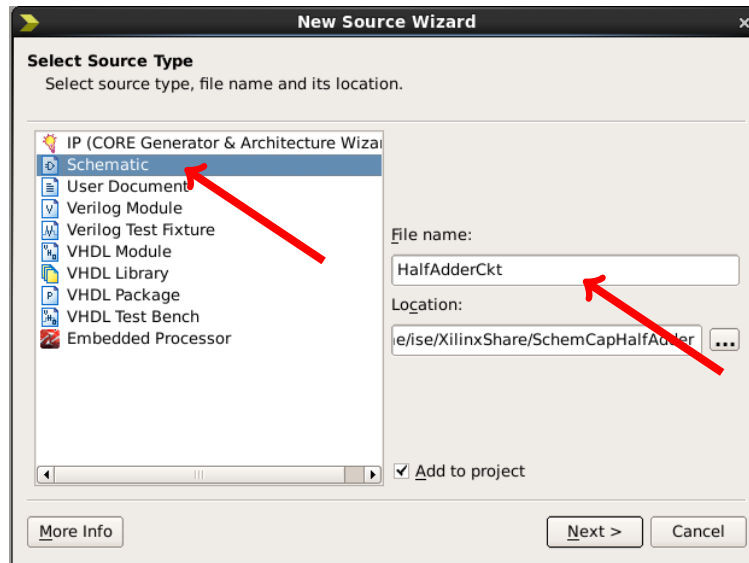 New Source Wizard
Select Source Type
Select source type, file name and its location.
IP (CORE Generator & Architecture Wizar
Schematic
User Document
Verilog Module
Verilog Test Fixture
VHDL Module
VHDL Library
VHDL Package
VHDL Test Bench
Embedded Processor
File name:
HalfAdderCkt
Location:
ne/ise/XilinxShare/SchemCapHalfAdder
...
Add to project
More Info
Next >
Cancel